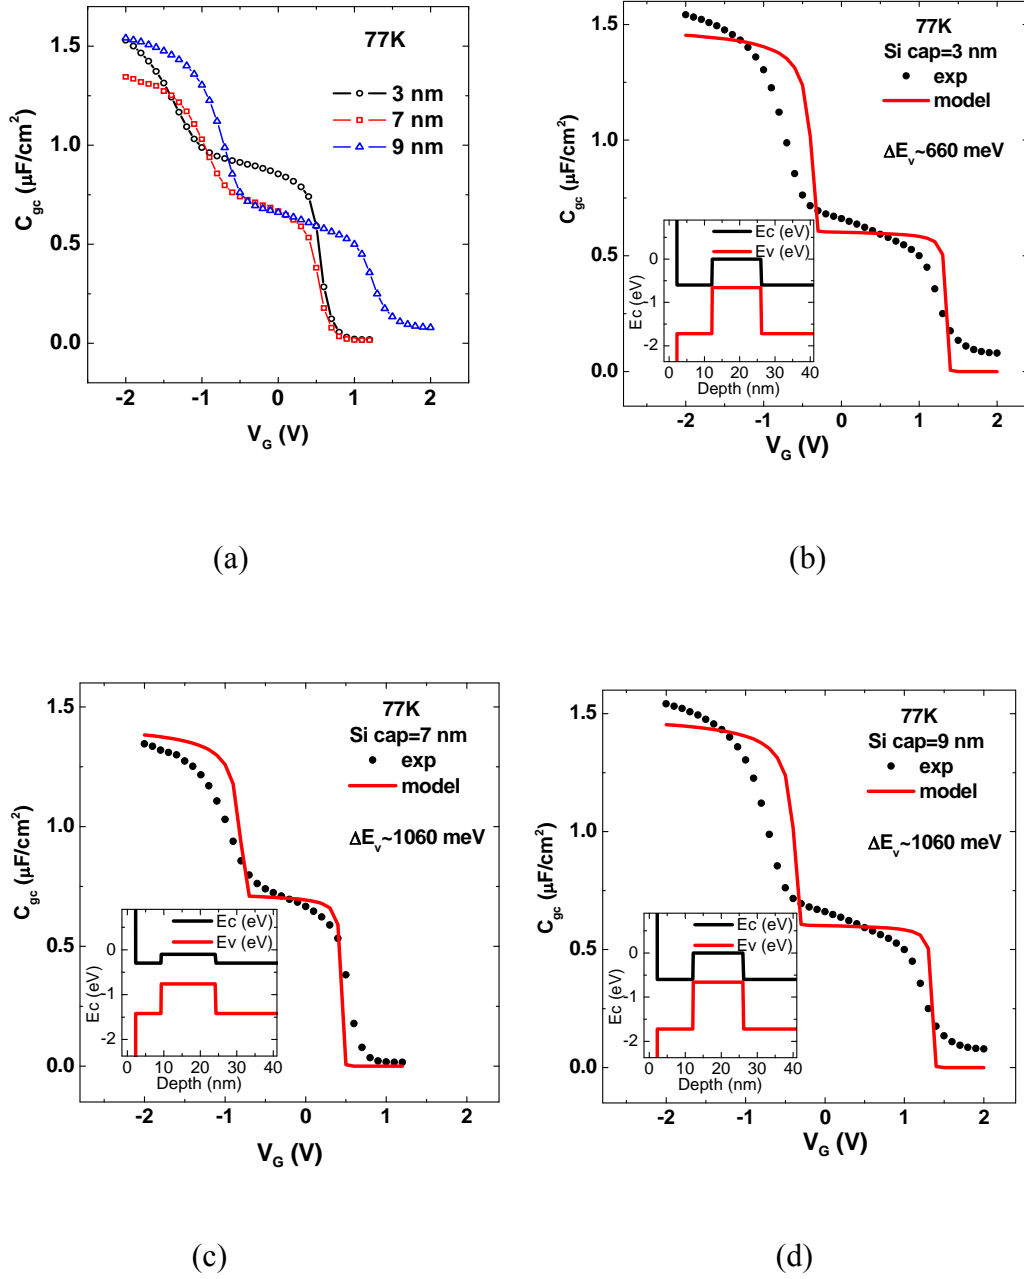 77K
3 nm
7 nm
9 nm
C_gc (μF/cm²)
1.5
1.0
0.5
0.0
-2 -1 0 1 2
V_G (V)
(a)
77K
Si cap=3 nm
exp
model
ΔE_v~660 meV
C_gc (μF/cm²)
1.5
1.0
0.5
0.0
Ec (eV)
Ev (eV)
Ec (eV)
0
-1
-2
0 10 20 30 40
Depth (nm)
-2 -1 0 1 2
V_G (V)
(b)
77K
Si cap=7 nm
exp
model
ΔE_v~1060 meV
C_gc (μF/cm²)
1.5
1.0
0.5
0.0
Ec (eV)
Ev (eV)
Ec (eV)
0
-1
-2
0 10 20 30 40
Depth (nm)
-2 -1 0 1 2
V_G (V)
(c)
77K
Si cap=9 nm
exp
model
ΔE_v~1060 meV
C_gc (μF/cm²)
1.5
1.0
0.5
0.0
Ec (eV)
Ev (eV)
Ec (eV)
0
-1
-2
0 10 20 30 40
Depth (nm)
-2 -1 0 1 2
V_G (V)
(d)